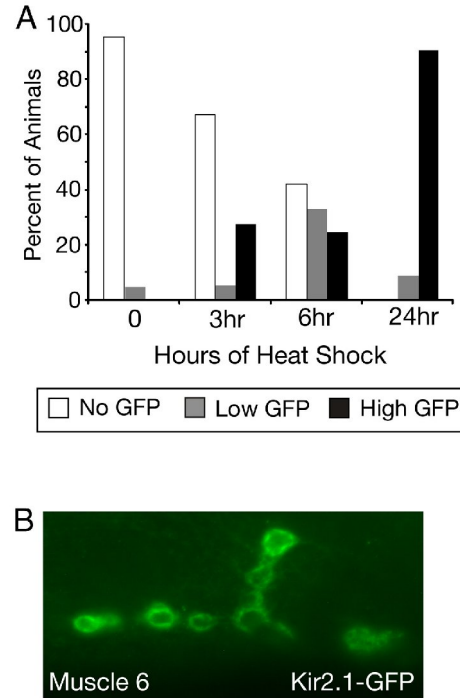 A
100
80
60
40
20
0
Percent of Animals
0 3hr 6hr 24hr
Hours of Heat Shock
No GFP Low GFP High GFP
B
Muscle 6 Kir2.1-GFP